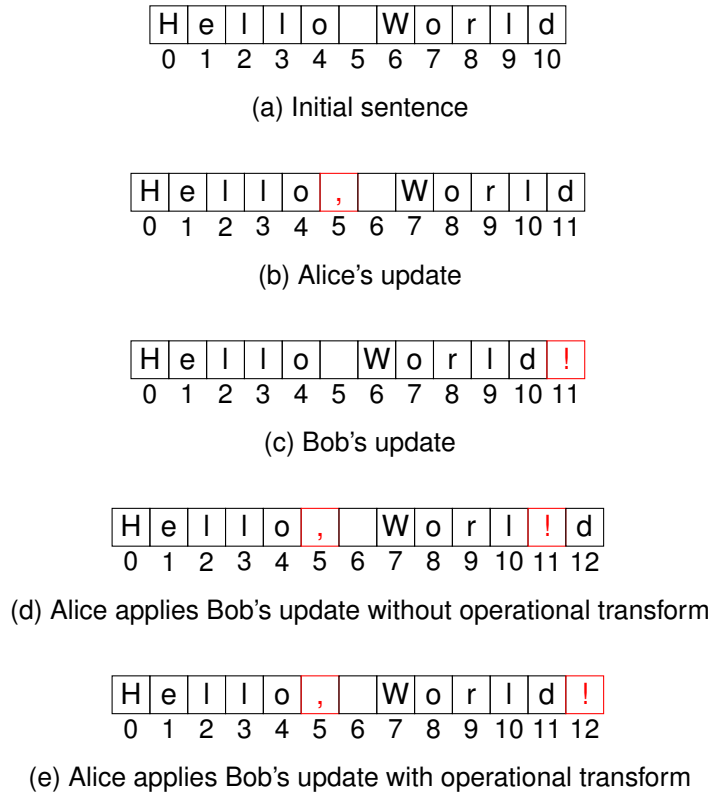 H e l l o W o r l d
0 1 2 3 4 5 6 7 8 9 10
(a) Initial sentence
H e l l o , W o r l d
0 1 2 3 4 5 6 7 8 9 10 11
(b) Alice's update
H e l l o W o r l d !
0 1 2 3 4 5 6 7 8 9 10 11
(c) Bob's update
H e l l o , W o r l ! d
0 1 2 3 4 5 6 7 8 9 10 11 12
(d) Alice applies Bob's update without operational transform
H e l l o , W o r l d !
0 1 2 3 4 5 6 7 8 9 10 11 12
(e) Alice applies Bob's update with operational transform